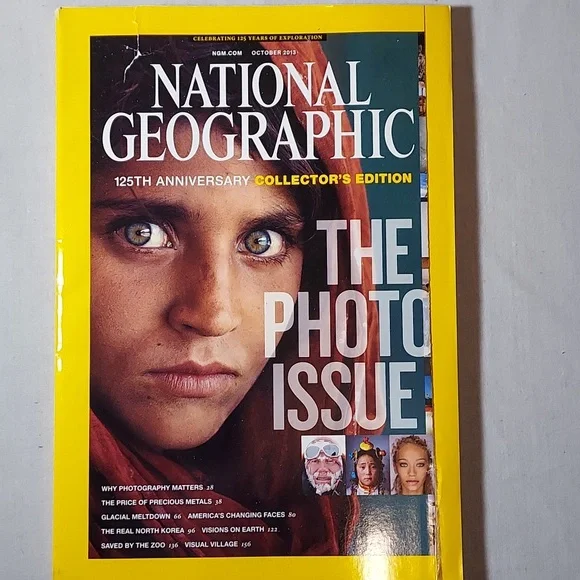 CELEBRATING 125 YEARS OF EXPLORATION
NGM.COM OCTOBER 2013
NATIONAL
GEOGRAPHIC
125TH ANNIVERSARY COLLECTOR'S EDITION
THE
PHOTO
ISSUE
WHY PHOTOGRAPHY MATTERS 28
THE PRICE OF PRECIOUS METALS 38
GLACIAL MELTDOWN 66 AMERICA'S CHANGING FACES 80
THE REAL NORTH KOREA 96 VISIONS ON EARTH 122
SAVED BY THE ZOO 136 VISUAL VILLAGE 156